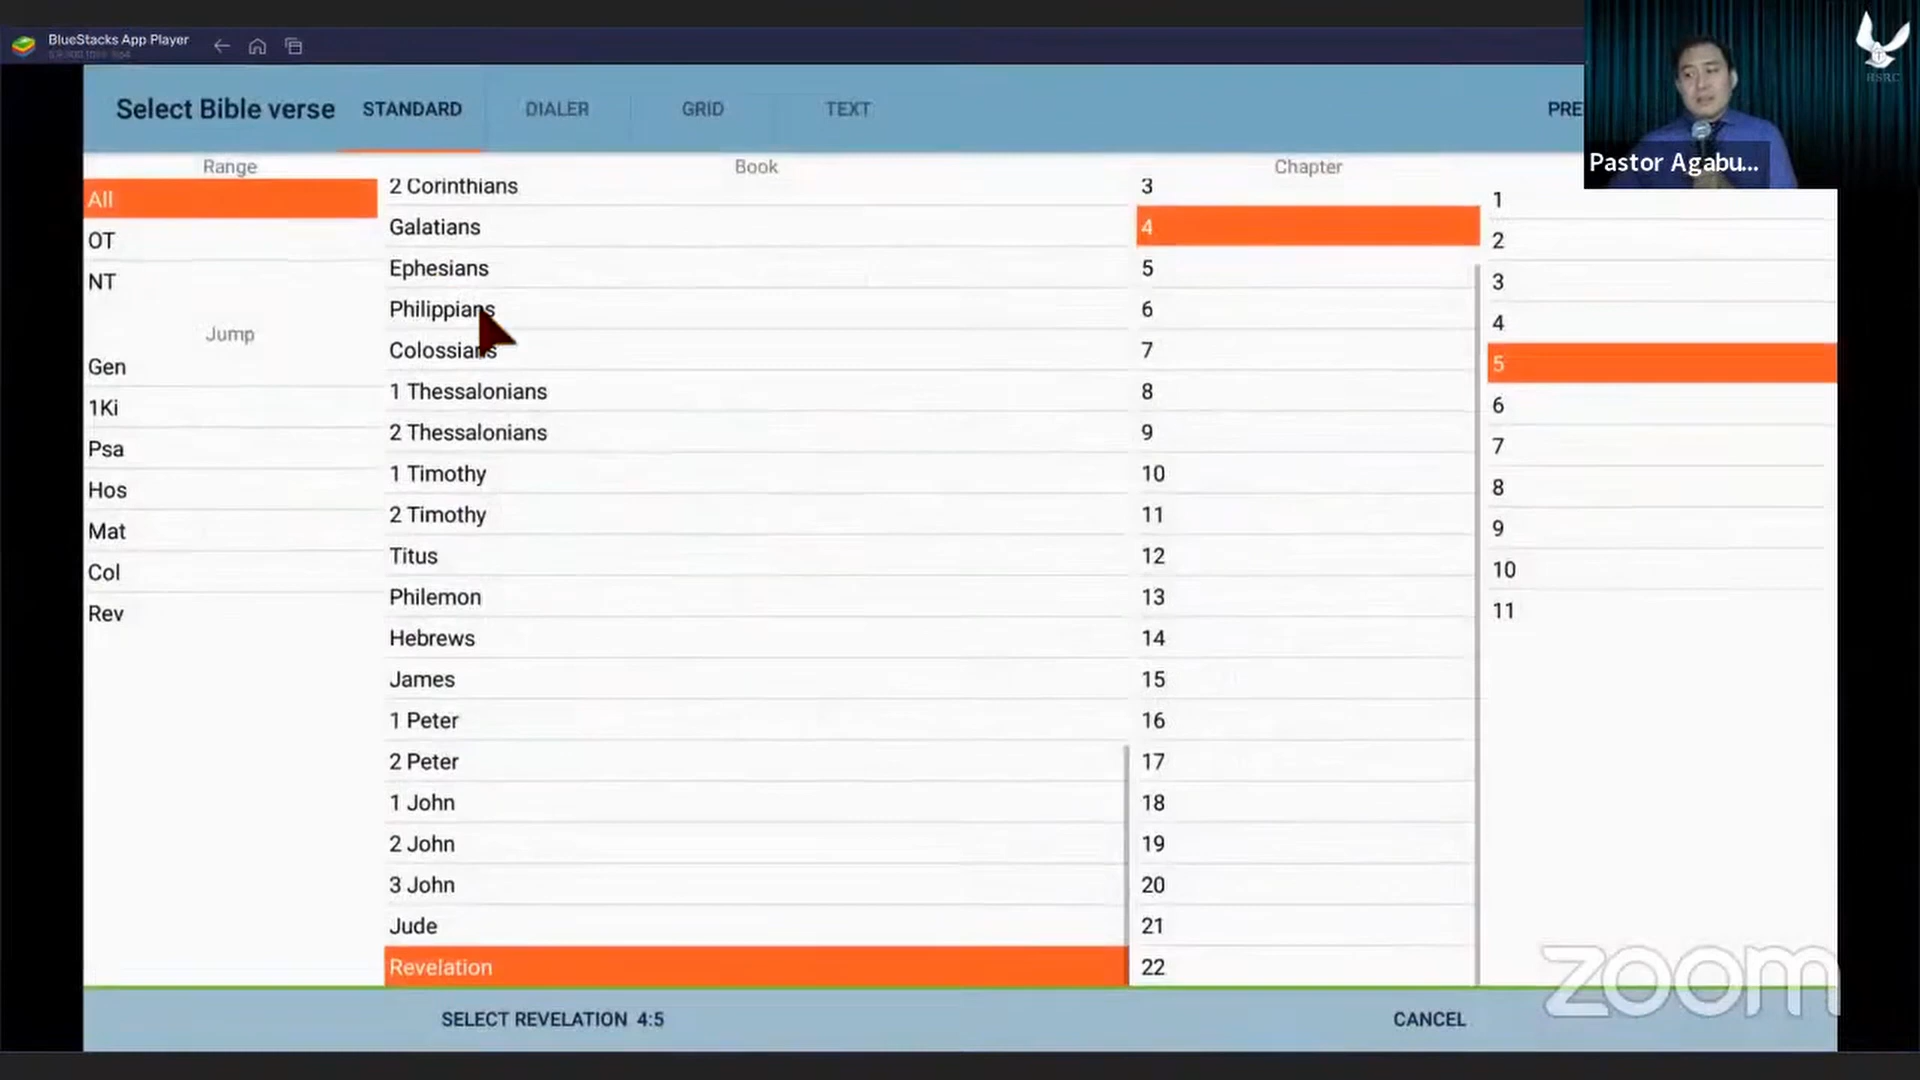 BlueStacks App Player
Select Bible verse
STANDARD
DIALER
GRID
TEXT
PRE
Pastor Agabu...
HSRC
Range
Book
Chapter
All
OT
NT
Jump
Gen
1Ki
Psa
Hos
Mat
Col
Rev
2 Corinthians
Galatians
Ephesians
Philippians
Colossians
1 Thessalonians
2 Thessalonians
1 Timothy
2 Timothy
Titus
Philemon
Hebrews
James
1 Peter
2 Peter
1 John
2 John
3 John
Jude
Revelation
3
4
5
6
7
8
9
10
11
12
13
14
15
16
17
18
19
20
21
22
1
2
3
4
5
6
7
8
9
10
11
SELECT REVELATION 4:5
CANCEL
zoom